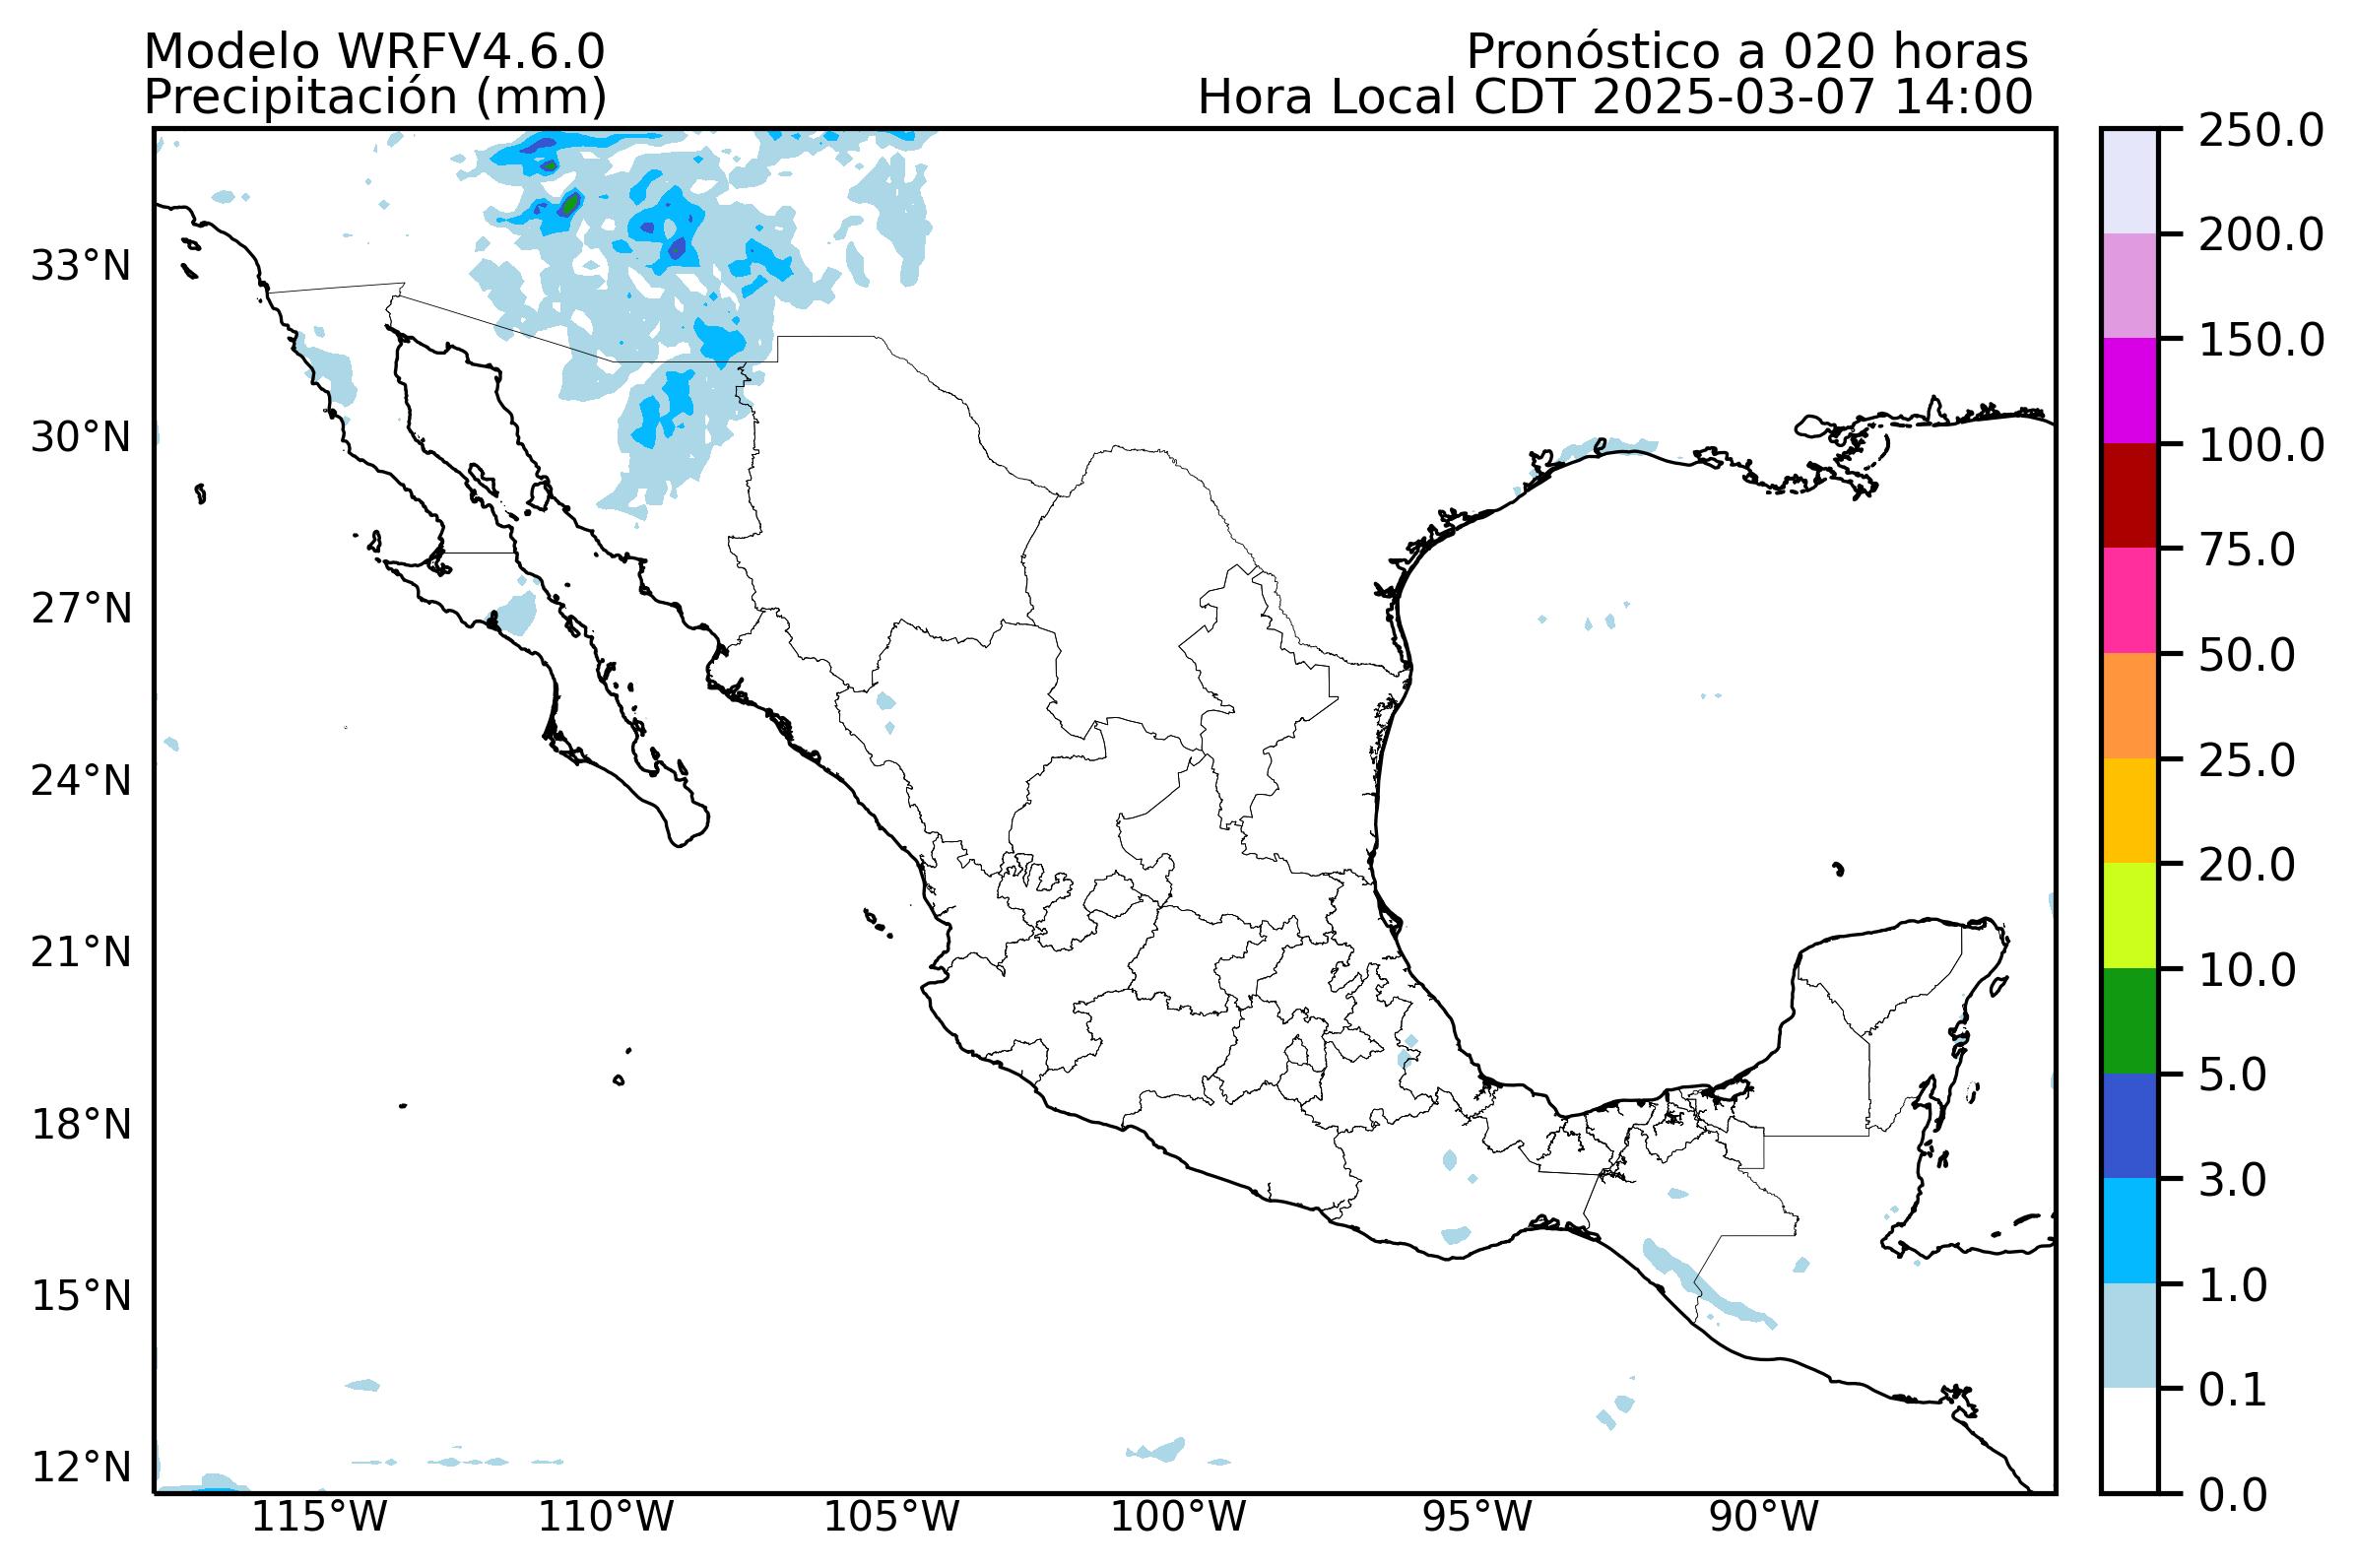 Modelo WRFV4.6.0
Pronóstico a 020 horas
Precipitación (mm)
Hora Local CDT 2025-03-07 14:00
33°N
30°N
27°N
24°N
21°N
18°N
15°N
12°N
115°W
110°W
105°W
100°W
95°W
90°W
250.0
200.0
150.0
100.0
75.0
50.0
25.0
20.0
10.0
5.0
3.0
1.0
0.1
0.0